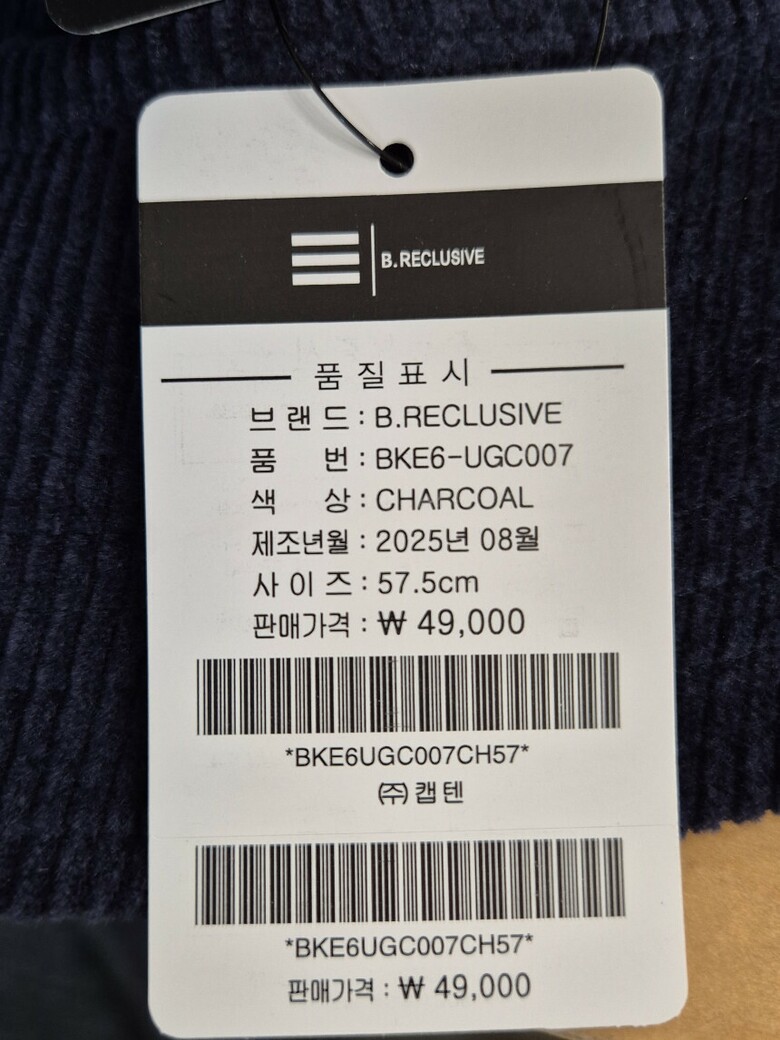 B.RECLUSIVE
품질표시
브랜드 : B.RECLUSIVE
품 번 : BKE6-UGC007
색 상 : CHARCOAL
제조년월 : 2025년 08월
사이즈 : 57.5cm
판매가격 : ₩ 49,000
*BKE6UGC007CH57*
㈜캡텐
*BKE6UGC007CH57*
판매가격 : ₩ 49,000